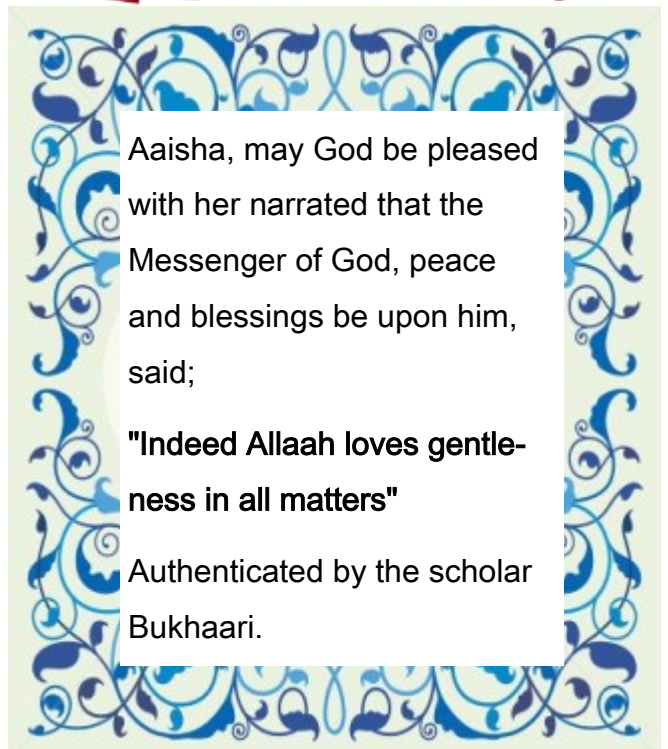 Aaisha, may God be pleased
with her narrated that the
Messenger of God, peace
and blessings be upon him,
said;
"Indeed Allaah loves gentle-
ness in all matters"
Authenticated by the scholar
Bukhaari.